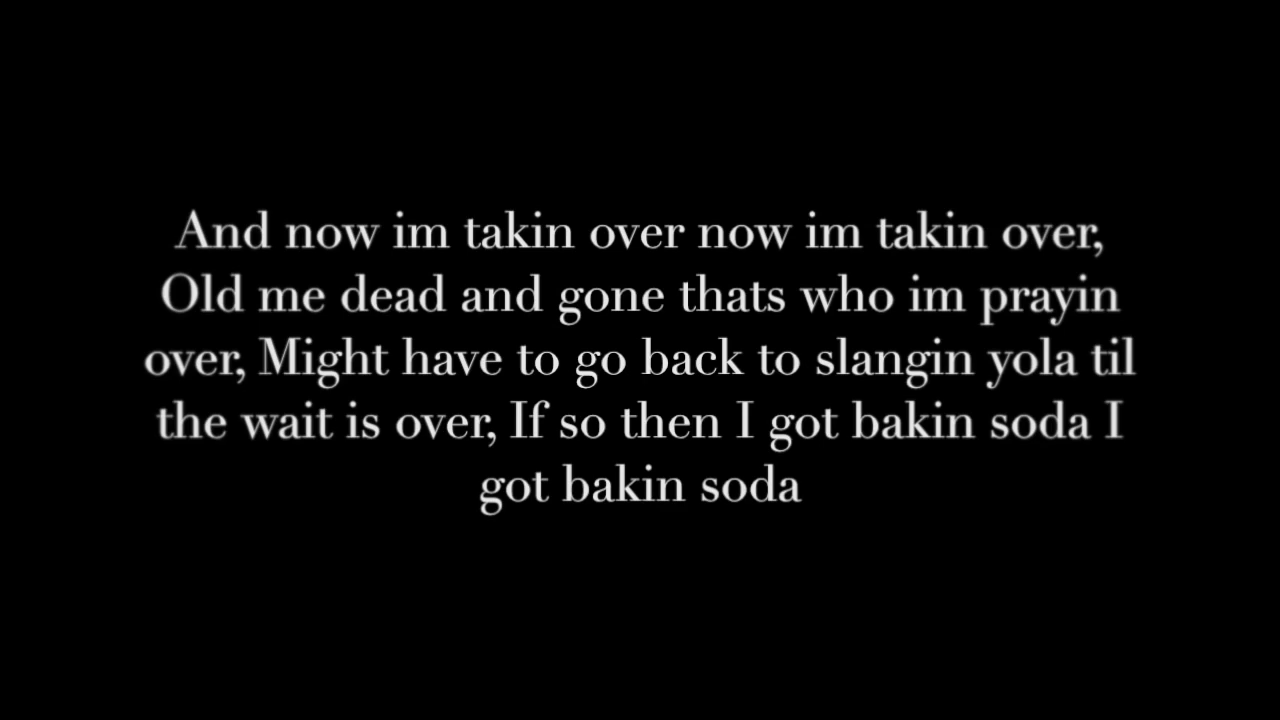 And now im takin over now im takin over,
Old me dead and gone thats who im prayin
over, Might have to go back to slangin yola til
the wait is over, If so then I got bakin soda I
got bakin soda